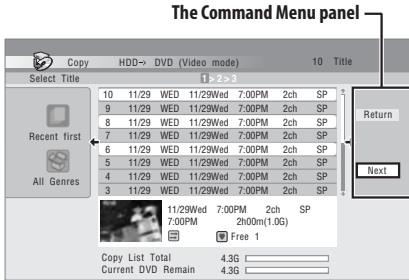 The Command Menu panel
Copy HDD→ DVD (Video mode) 10 Title
Select Title 1 > 2 > 3
10 11/29 WED 11/29Wed 7:00PM 2ch SP
9 11/29 WED 11/29Wed 7:00PM 2ch SP
8 11/29 WED 11/29Wed 7:00PM 2ch SP
7 11/29 WED 11/29Wed 7:00PM 2ch SP
6 11/29 WED 11/29Wed 7:00PM 2ch SP
5 11/29 WED 11/29Wed 7:00PM 2ch SP
4 11/29 WED 11/29Wed 7:00PM 2ch SP
3 11/29 WED 11/29Wed 7:00PM 2ch SP
Recent first
All Genres
Return
Next
11/29Wed 7:00PM 2ch SP
7:00PM 2h00m(1.0G)
Free 1
Copy List Total 4.3G
Current DVD Remain 4.3G